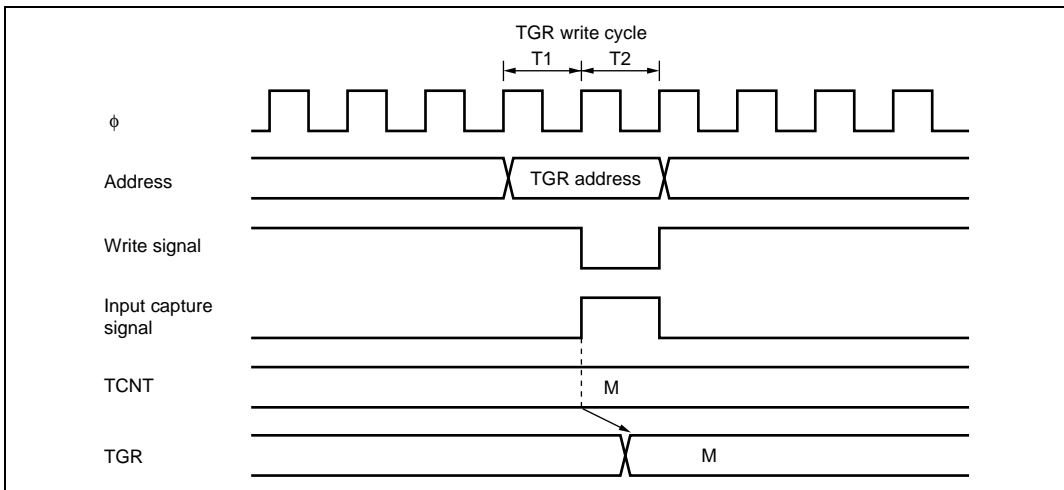 TGR write cycle
T1 T2
ϕ
Address
TGR address
Write signal
Input capture
signal
TCNT
M
TGR
M